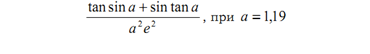 (tan sin a + sin tan a) / (a²e²), при a = 1,19